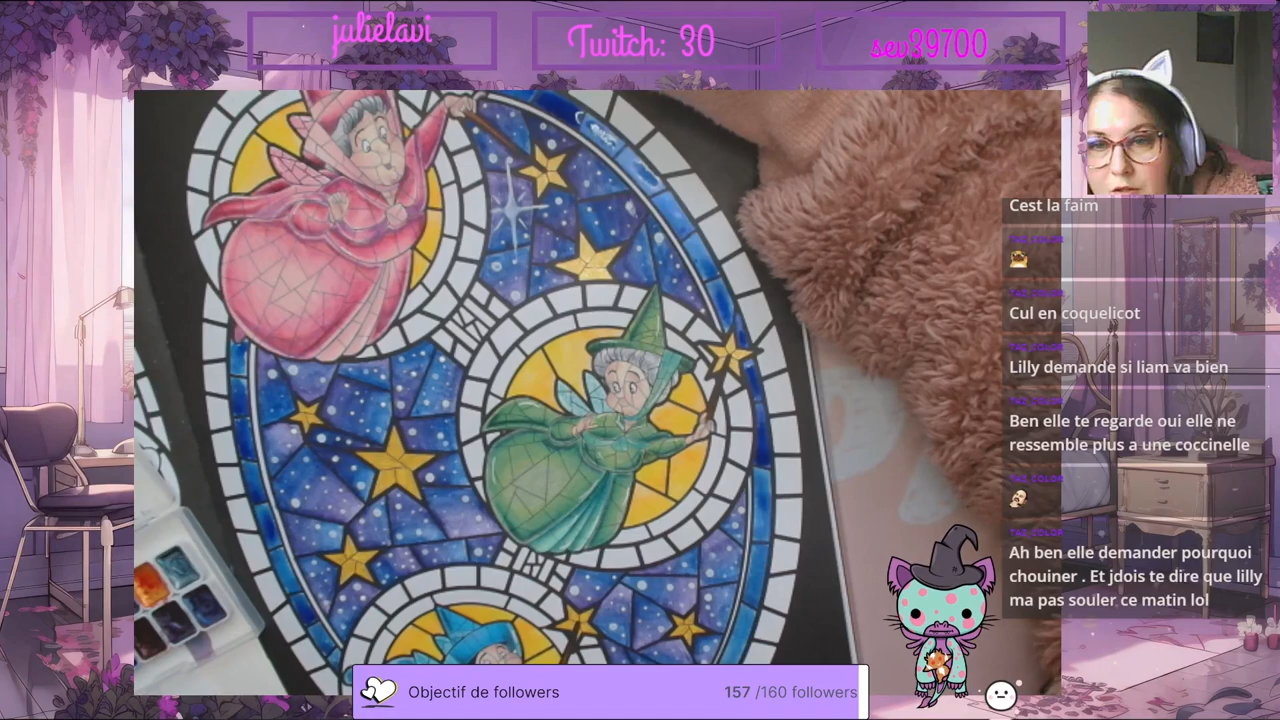 julielavi
Twitch: 30
sev39700
Cest la faim
Cul en coquelicot
Lilly demande si liam va bien
Ben elle te regarde oui elle ne
ressemble plus a une coccinelle
Ah ben elle demander pourquoi
chouiner . Et jdois te dire que lilly
ma pas souler ce matin lol
Objectif de followers
157 /160 followers